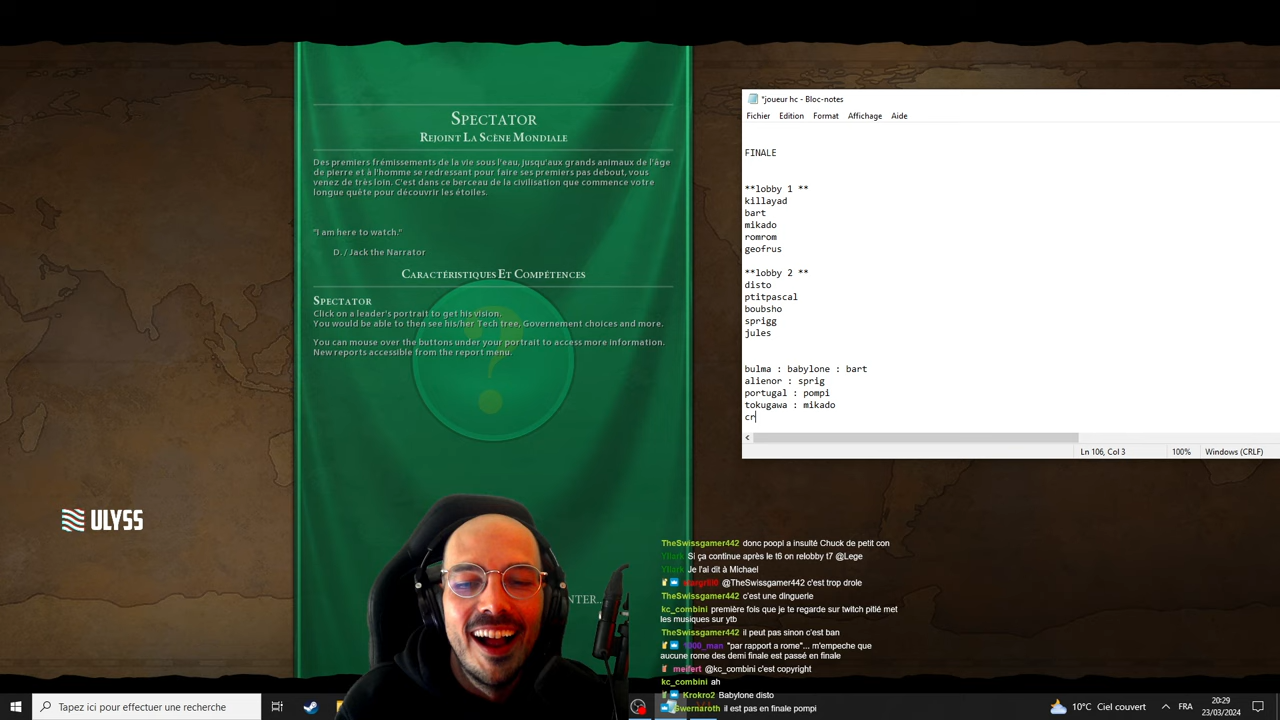 SPECTATOR
REJOINT LA SCÈNE MONDIALE
Des premiers frémissements de la vie sous l'eau, jusqu'aux grands animaux de l'âge
de pierre et à l'homme se redressant pour faire ses premiers pas debout, vous
venez de très loin. C'est dans ce berceau de la civilisation que commence votre
longue quête pour découvrir les étoiles.
"I am here to watch."
D. / Jack the Narrator
CARACTÉRISTIQUES ET COMPÉTENCES
SPECTATOR
Click on a leader's portrait to get his vision.
You would be able to then see his/her Tech tree, Governement choices and more.
You can mouse over the buttons under your portrait to access more information.
New reports accessible from the report menu.
NTER...
ULYSS
*joueur hc - Bloc-notes
Fichier Edition Format Affichage Aide
FINALE
**lobby 1 **
killayad
bart
mikado
romrom
geofrus
**lobby 2 **
disto
ptitpascal
boubsho
sprigg
jules
bulma : babylone : bart
alienor : sprig
portugal : pompi
tokugawa : mikado
cr
Ln 106, Col 3 100% Windows (CRLF)
TheSwissgamer442 donc poopi a insulté Chuck de petit con
Si ça continue après le t6 on relobby t7 @Lege
Je l'ai dit à Michael
@TheSwissgamer442 c'est trop drole
TheSwissgamer442 c'est une dinguerie
kc_combini première fois que je te regarde sur twitch pitié met
les musiques sur ytb
TheSwissgamer442 il peut pas sinon c'est ban
"par rapport a rome"... m'empeche que
aucune rome des demi finale est passé en finale
meifert @kc_combini c'est copyright
kc_combini ah
Krokro2 Babylone disto
Gwernaroth il est pas en finale pompi
Tapez ici pour effectuer une recherche
10°C Ciel couvert
FRA
20:29
23/03/2024